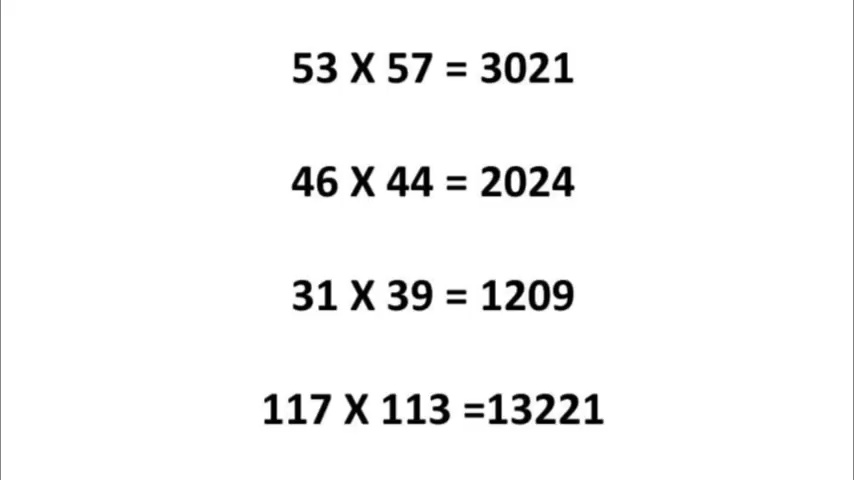 53 X 57 = 3021
46 X 44 = 2024
31 X 39 = 1209
117 X 113 =13221